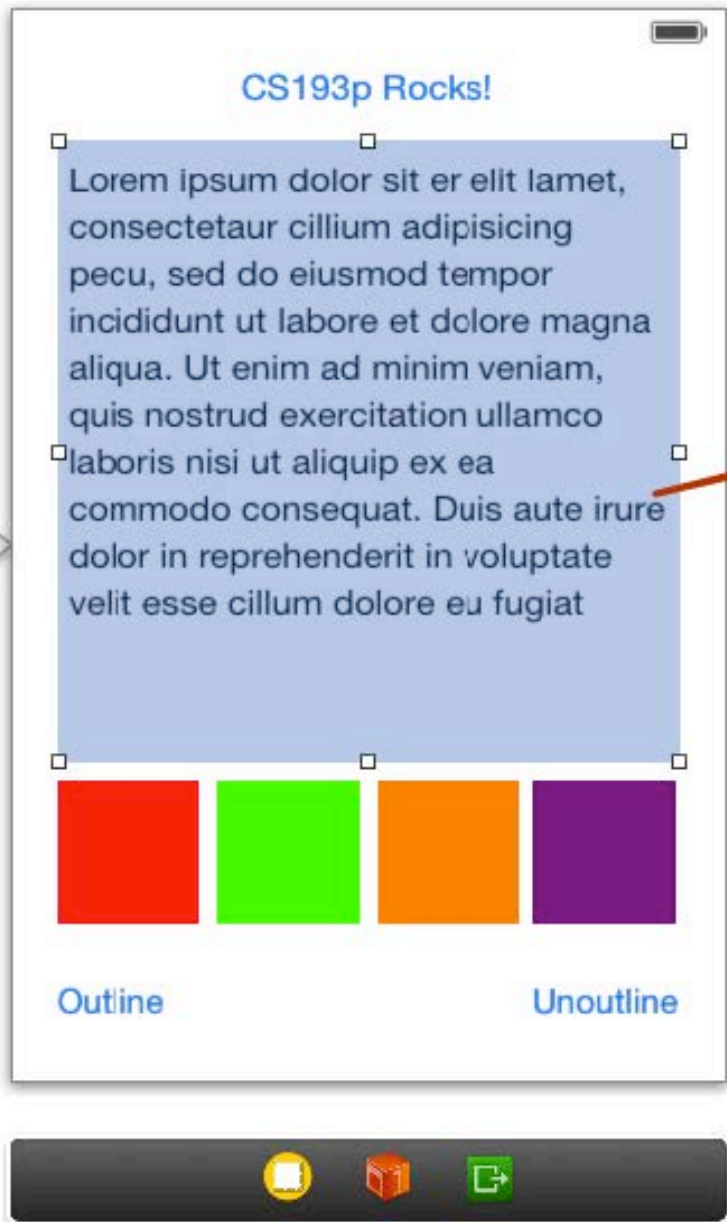 CS193p Rocks!
Lorem ipsum dolor sit er elit lamet,
consectetaur cillium adipisicing
pecu, sed do eiusmod tempor
incididunt ut labore et dolore magna
aliqua. Ut enim ad minim veniam,
quis nostrud exercitation ullamco
laboris nisi ut aliquip ex ea
commodo consequat. Duis aute irure
dolor in reprehenderit in voluptate
velit esse cillum dolore eu fugiat
Outline
Unoutline